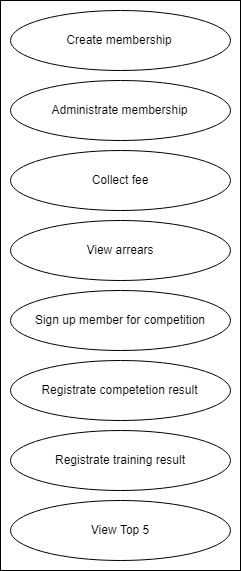 Create membership
Administrate membership
Collect fee
View arrears
Sign up member for competition
Registrate competetion result
Registrate training result
View Top 5